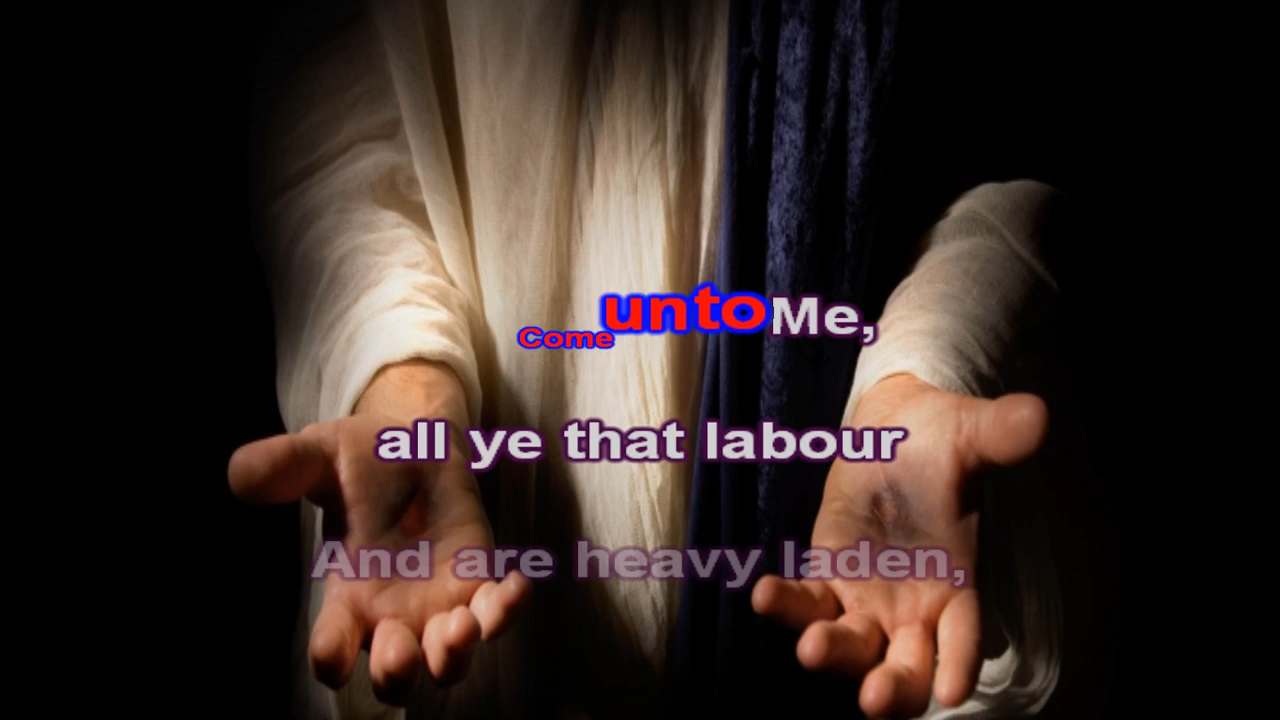 Come unto Me,
all ye that labour
And are heavy laden,